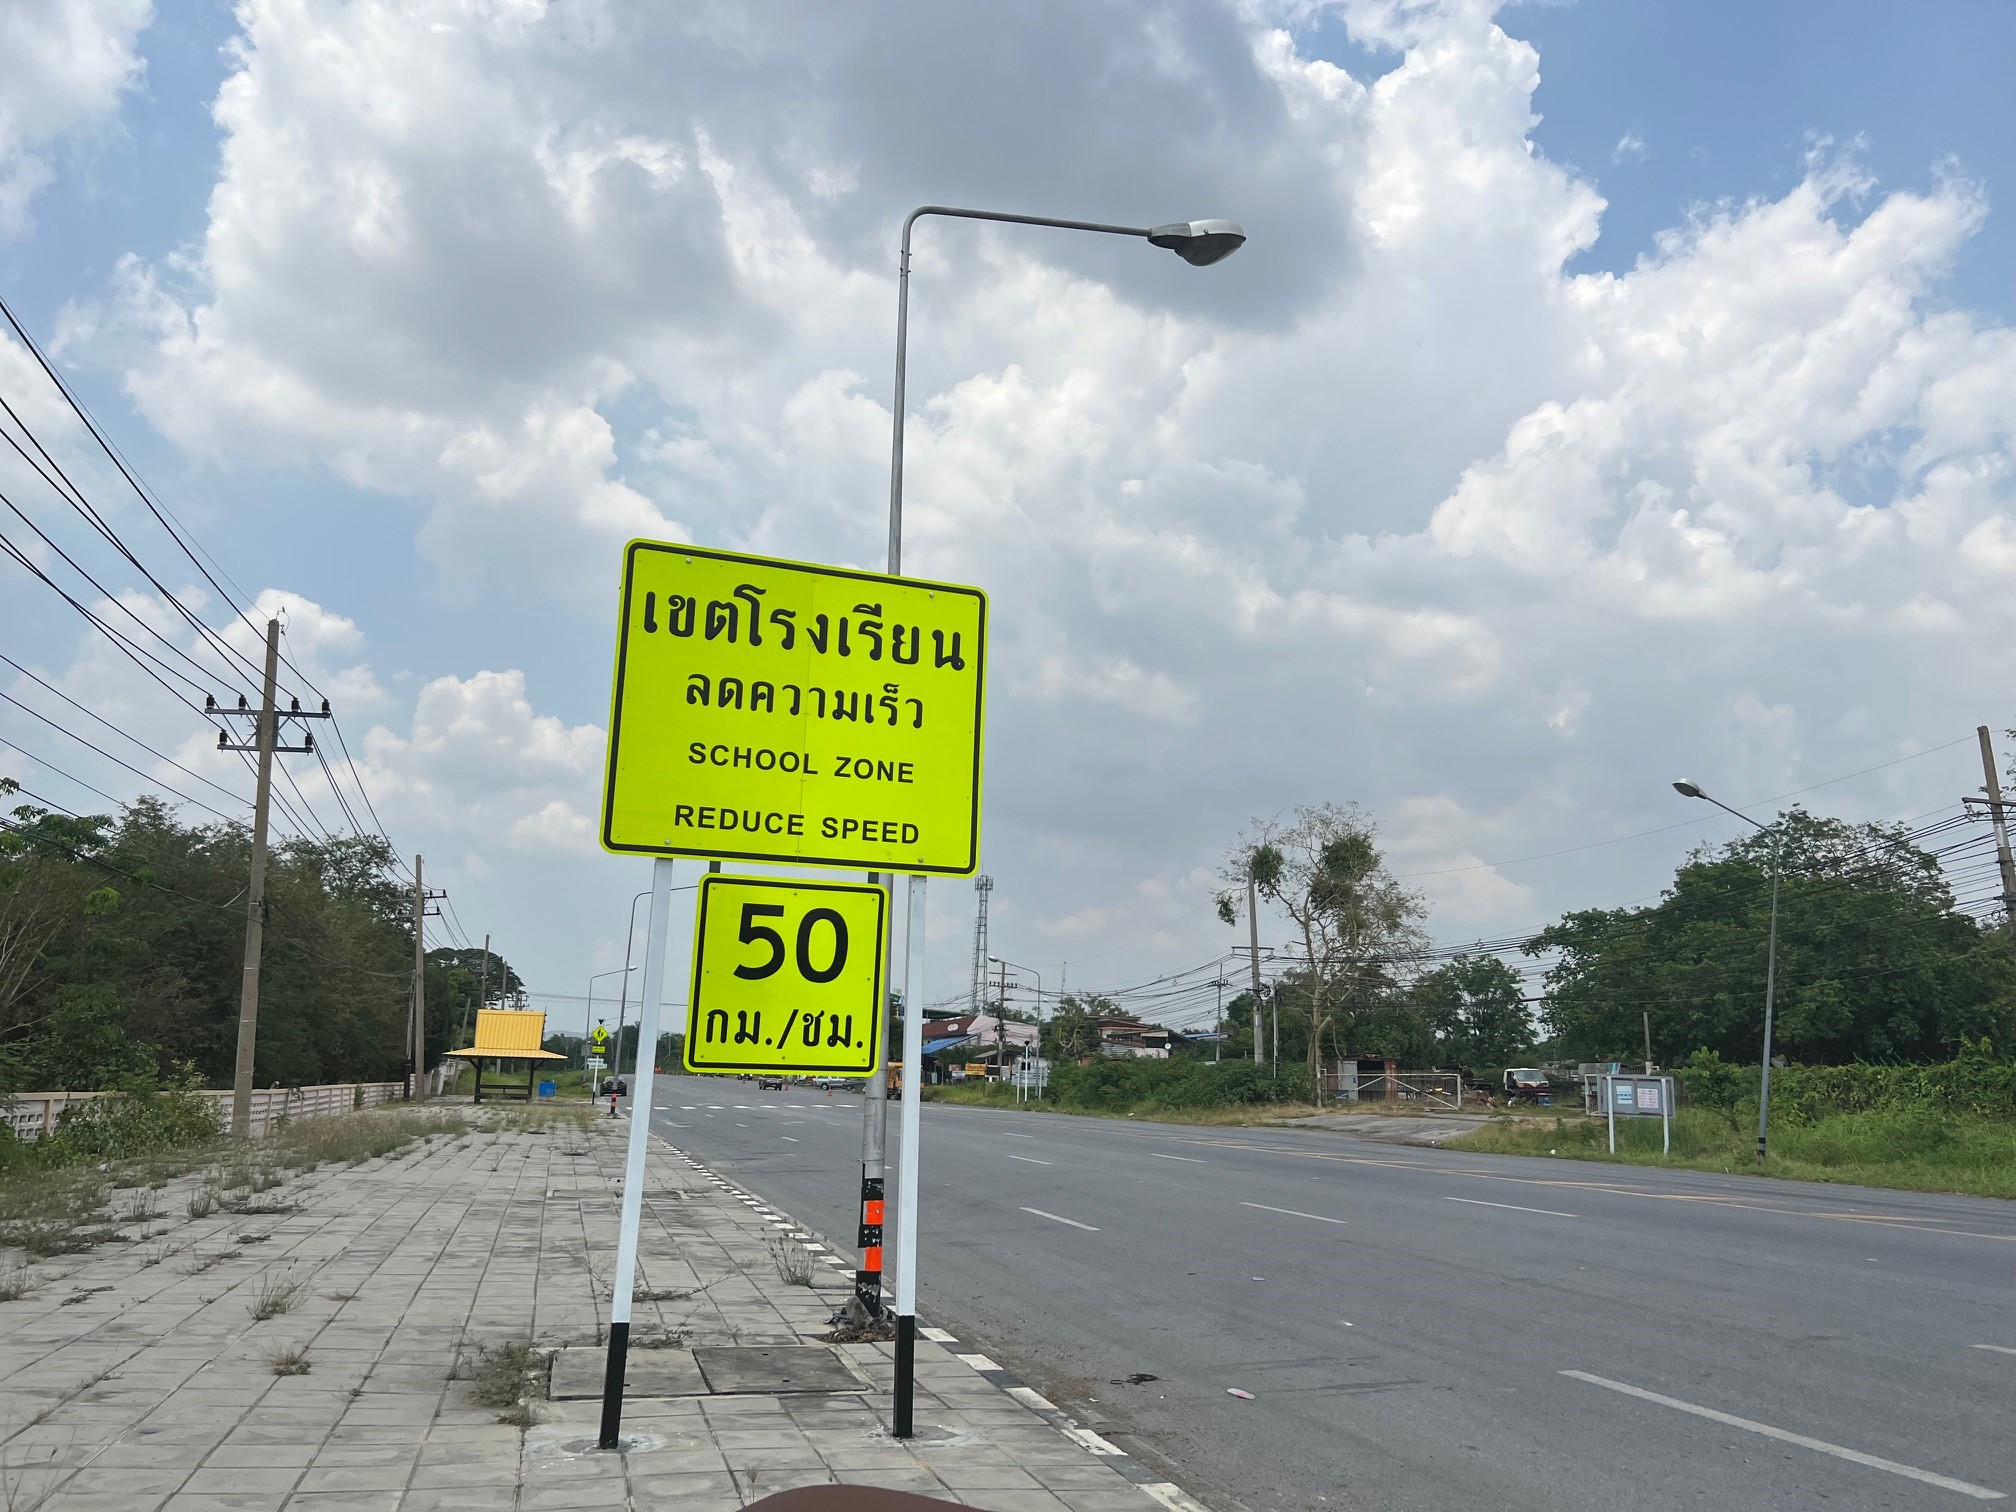 เขตโรงเรียน
ลดความเร็ว
SCHOOL ZONE
REDUCE SPEED
50
กม./ชม.